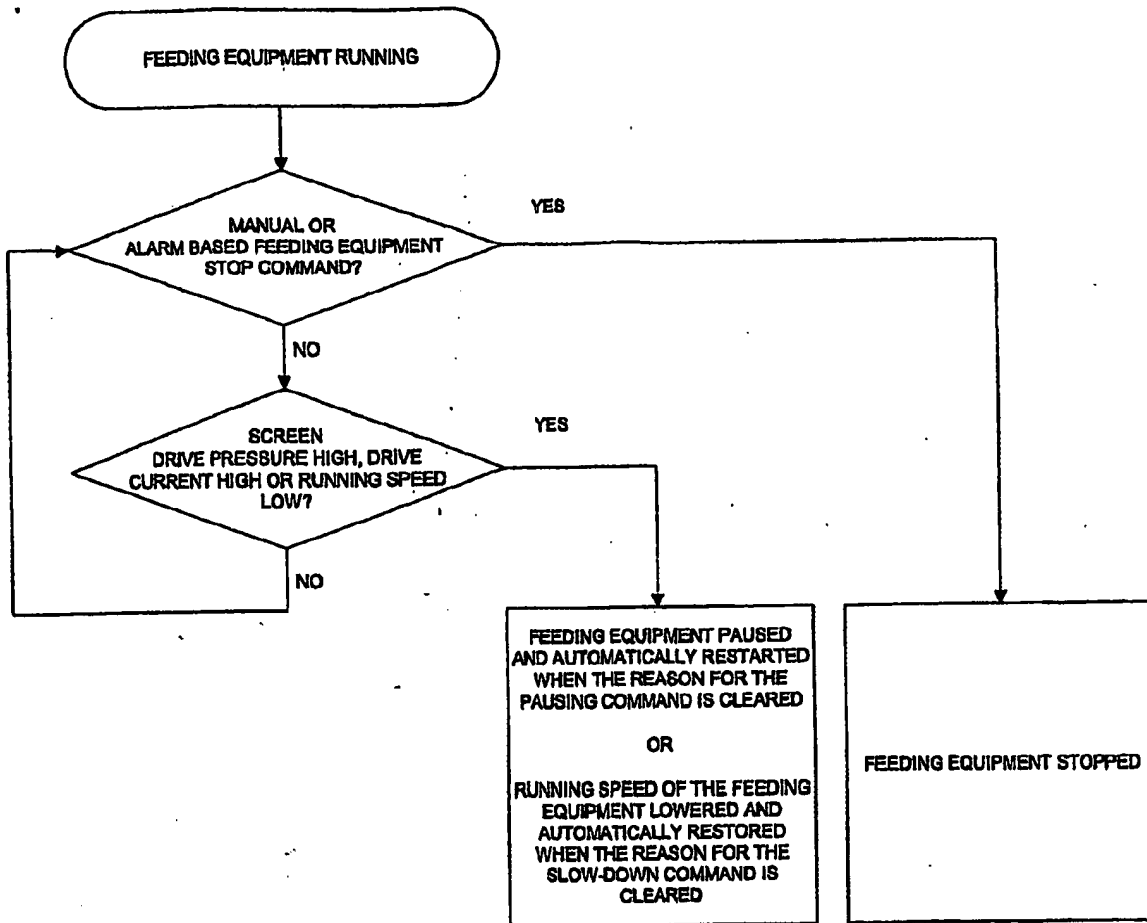 FEEDING EQUIPMENT RUNNING
MANUAL OR
ALARM BASED FEEDING EQUIPMENT
STOP COMMAND?
YES
NO
SCREEN
DRIVE PRESSURE HIGH, DRIVE
CURRENT HIGH OR RUNNING SPEED
LOW?
YES
NO
FEEDING EQUIPMENT PAUSED
AND AUTOMATICALLY RESTARTED
WHEN THE REASON FOR THE
PAUSING COMMAND IS CLEARED
OR
RUNNING SPEED OF THE FEEDING
EQUIPMENT LOWERED AND
AUTOMATICALLY RESTORED
WHEN THE REASON FOR THE
SLOW-DOWN COMMAND IS
CLEARED
FEEDING EQUIPMENT STOPPED